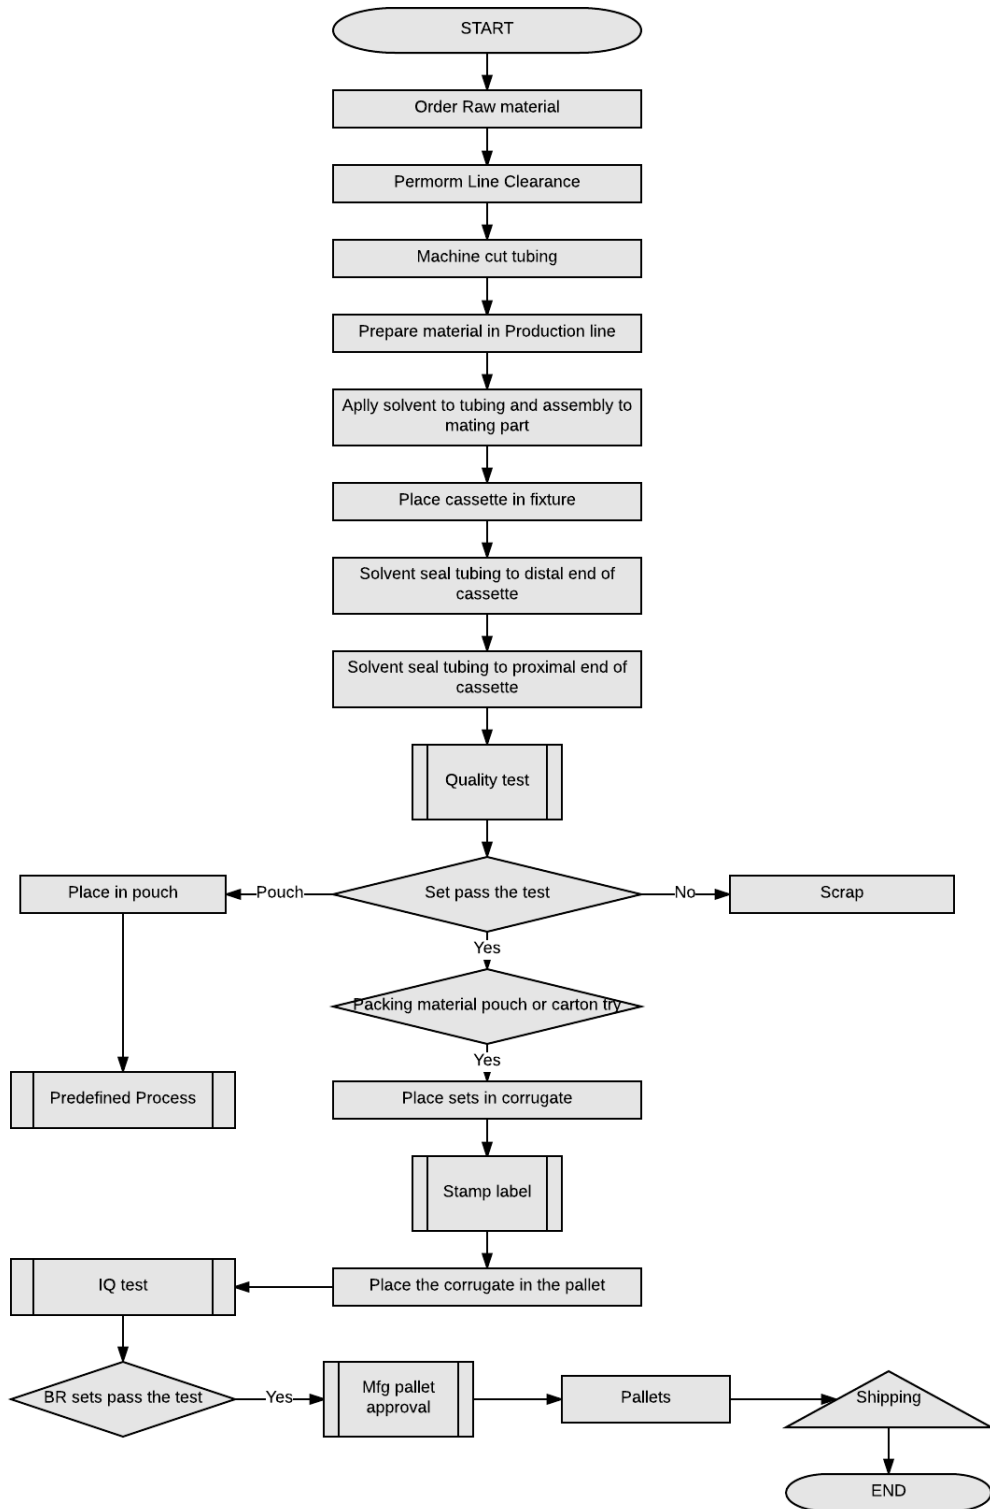 START
Order Raw material
Permorm Line Clearance
Machine cut tubing
Prepare material in Production line
Aplly solvent to tubing and assembly to
mating part
Place cassette in fixture
Solvent seal tubing to distal end of
cassette
Solvent seal tubing to proximal end of
cassette
Quality test
Place in pouch
Pouch
Set pass the test
No
Scrap
Yes
Packing material pouch or carton try
Yes
Predefined Process
Place sets in corrugate
Stamp label
IQ test
Place the corrugate in the pallet
BR sets pass the test
Yes
Mfg pallet
approval
Pallets
Shipping
END